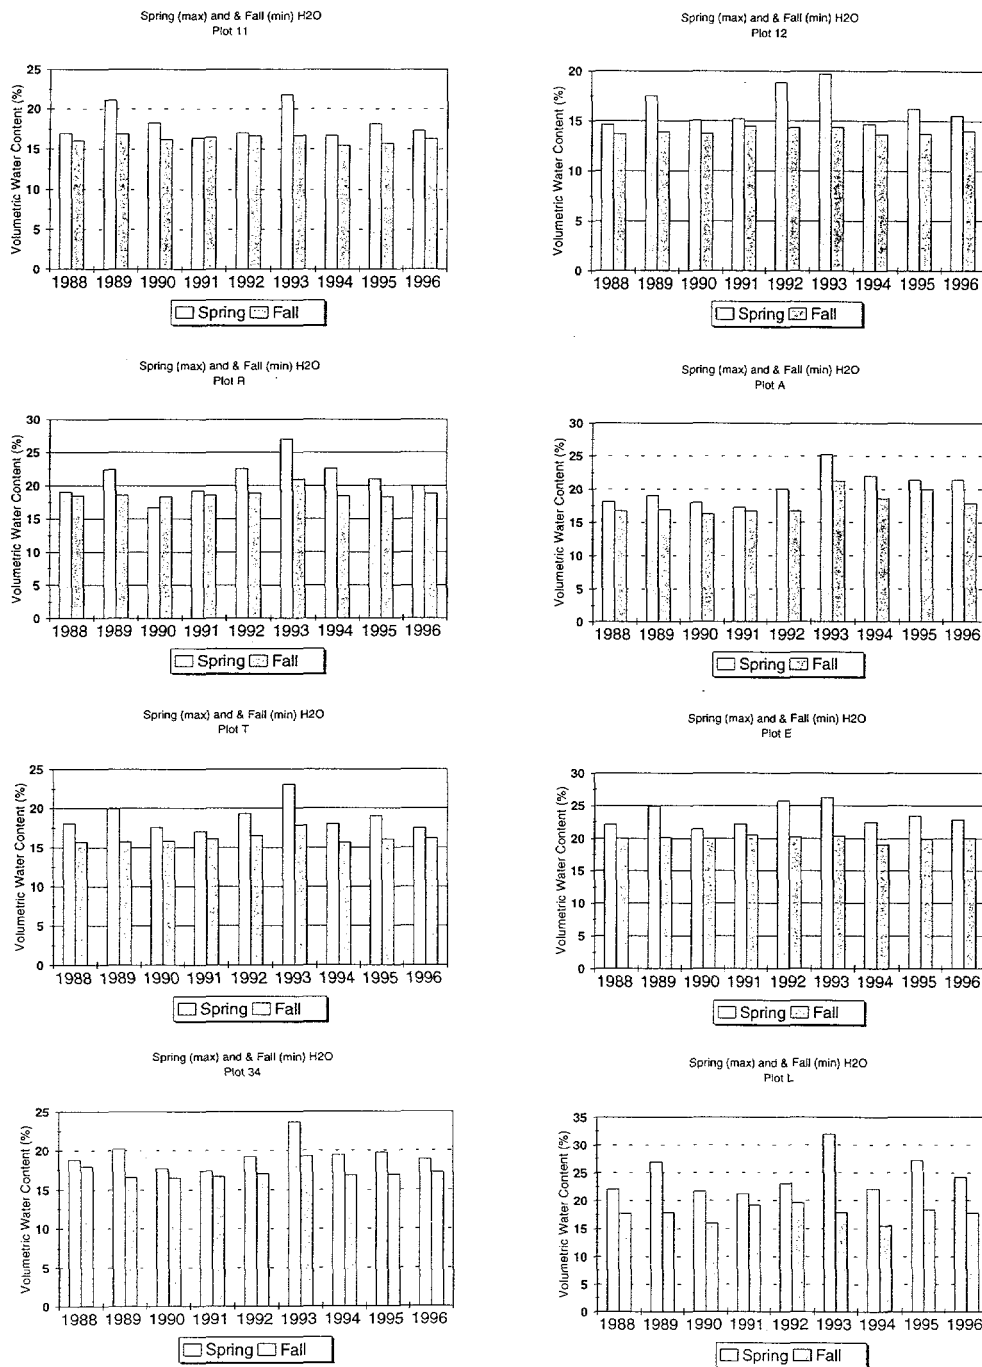 Spring (max) and & Fall (min) H2O
Plot 11
Volumetric Water Content (%)
25
20
15
10
5
0
1988 1989 1990 1991 1992 1993 1994 1995 1996
Spring Fall
Spring (max) and & Fall (min) H2O
Plot 12
Volumetric Water Content (%)
20
15
10
5
0
1988 1989 1990 1991 1992 1993 1994 1995 1996
Spring Fall
Spring (max) and & Fall (min) H2O
Plot R
Volumetric Water Content (%)
30
25
20
15
10
5
0
1988 1989 1990 1991 1992 1993 1994 1995 1996
Spring Fall
Spring (max) and & Fall (min) H2O
Plot A
Volumetric Water Content (%)
30
25
20
15
10
5
0
1988 1989 1990 1991 1992 1993 1994 1995 1996
Spring Fall
Spring (max) and & Fall (min) H2O
Plot T
Volumetric Water Content (%)
25
20
15
10
5
0
1988 1989 1990 1991 1992 1993 1994 1995 1996
Spring Fall
Spring (max) and & Fall (min) H2O
Plot E
Volumetric Water Content (%)
30
25
20
15
10
5
0
1988 1989 1990 1991 1992 1993 1994 1995 1996
Spring Fall
Spring (max) and & Fall (min) H2O
Plot 34
Volumetric Water Content (%)
25
20
15
10
5
0
1988 1989 1990 1991 1992 1993 1994 1995 1996
Spring Fall
Spring (max) and & Fall (min) H2O
Plot L
Volumetric Water Content (%)
35
30
25
20
15
10
5
0
1988 1989 1990 1991 1992 1993 1994 1995 1996
Spring Fall